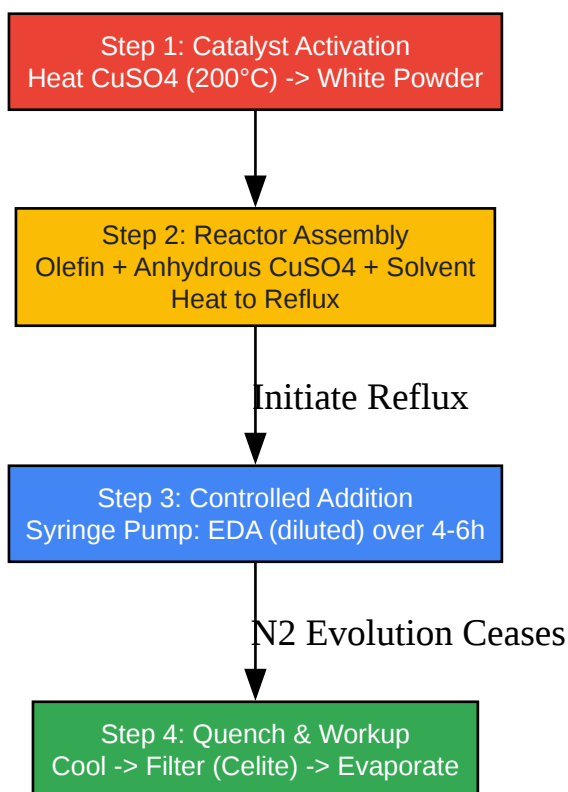 Step 1: Catalyst Activation
Heat CuSO4 (200°C) -> White Powder
Step 2: Reactor Assembly
Olefin + Anhydrous CuSO4 + Solvent
Heat to Reflux
Initiate Reflux
Step 3: Controlled Addition
Syringe Pump: EDA (diluted) over 4-6h
N2 Evolution Ceases
Step 4: Quench & Workup
Cool -> Filter (Celite) -> Evaporate